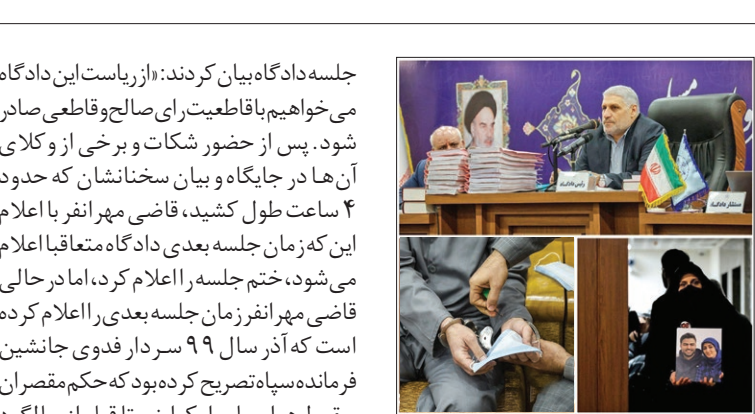 جلسه دادگاه بیان کردند: «از ریاست این دادگاه
می‌خواهیم با قاطعیت رای صالح و قاطعی صادر
شود. پس از حضور شکات و برخی از وکلای
آن‌ها در جایگاه و بیان سخنانشان که حدود
۴ ساعت طول کشید، قاضی مهرانفر با اعلام
این که زمان جلسه بعدی دادگاه متعاقبا اعلام
می‌شود، ختم جلسه را اعلام کرد، اما در حالی
قاضی مهرانفر زمان جلسه بعدی را اعلام کرده
است که آذر سال ۹۹ سردار فدوی جانشین
فرمانده سپاه تصریح کرده بود که حکم مقصران
رئیس دادگاه
مستشار دادگاه